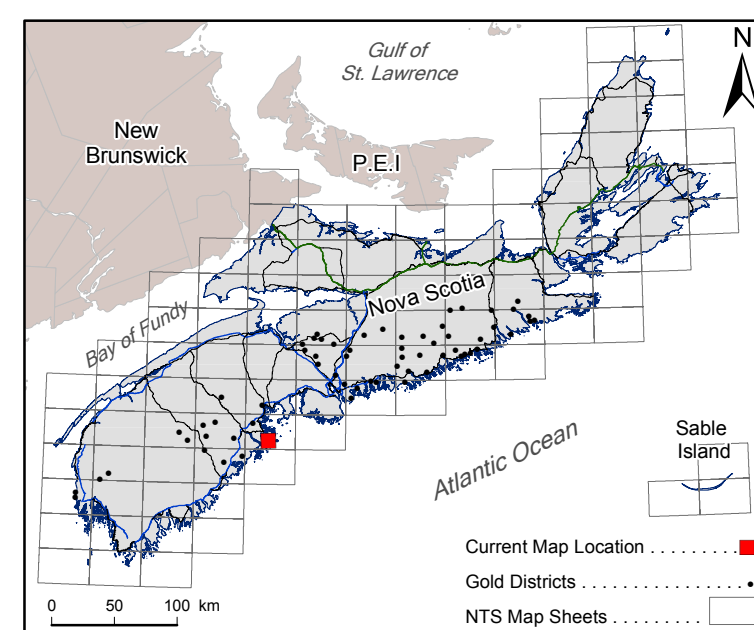 Gulf of
St. Lawrence
N
New
Brunswick
P.E.I
Nova Scotia
Bay of Fundy
Sable
Island
Atlantic Ocean
Current Map Location . . . . . . . . .
Gold Districts . . . . . . . . . . . . . . . .
NTS Map Sheets . . . . . . . . .
0 50 100 km